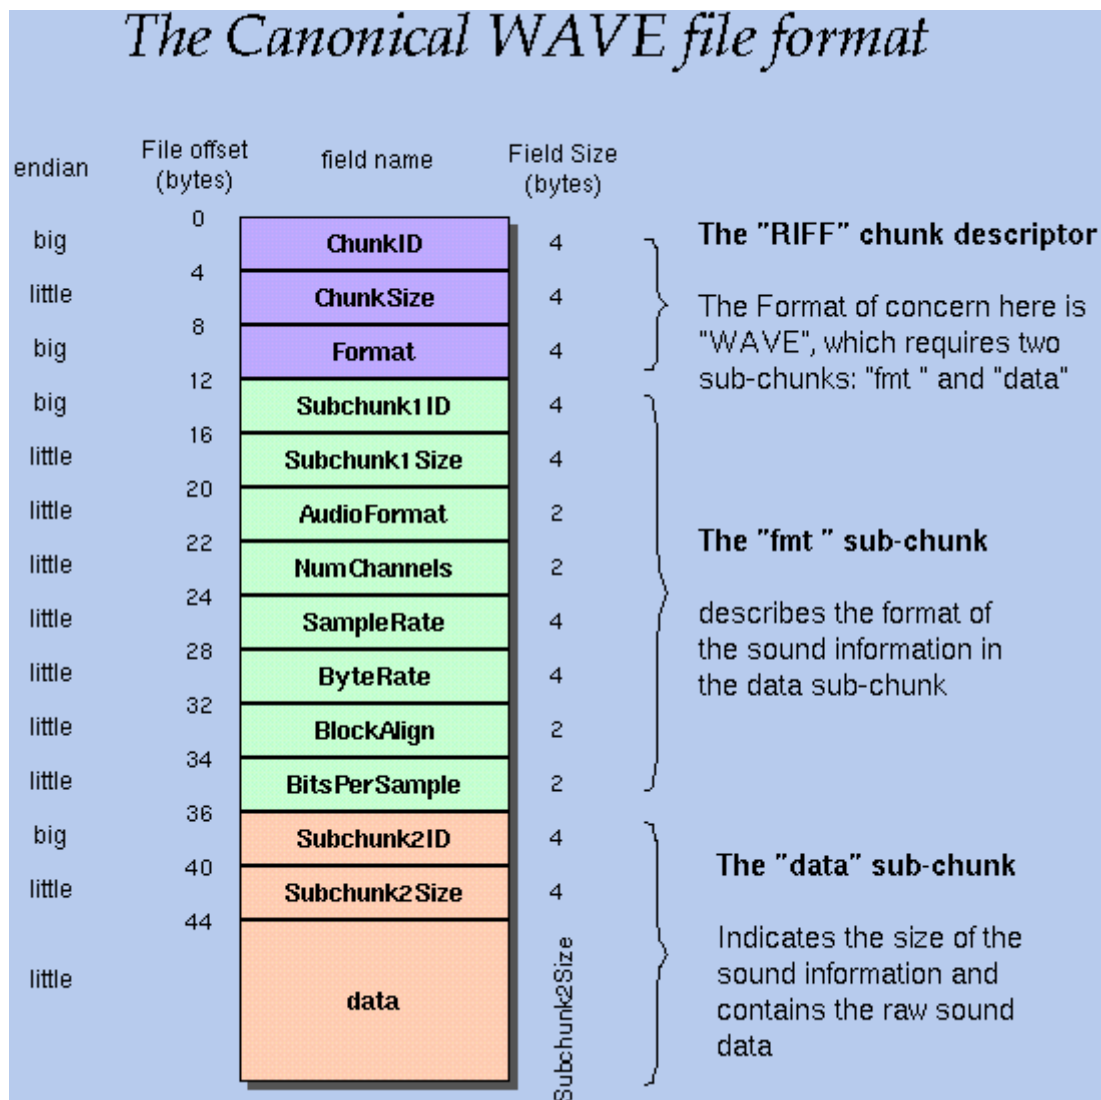 The Canonical WAVE file format
endian
File offset
(bytes)
field name
Field Size
(bytes)
0
big
ChunkID
4
4
little
ChunkSize
4
8
big
Format
4
12
The "RIFF" chunk descriptor
The Format of concern here is
"WAVE", which requires two
sub-chunks: "fmt " and "data"
big
Subchunk1ID
4
16
little
Subchunk1Size
4
20
little
AudioFormat
2
22
little
NumChannels
2
24
little
SampleRate
4
28
little
ByteRate
4
32
little
BlockAlign
2
34
little
BitsPerSample
2
36
The "fmt " sub-chunk
describes the format of
the sound information in
the data sub-chunk
big
Subchunk2ID
4
40
little
Subchunk2Size
4
44
little
data
Subchunk2Size
The "data" sub-chunk
Indicates the size of the
sound information and
contains the raw sound
data